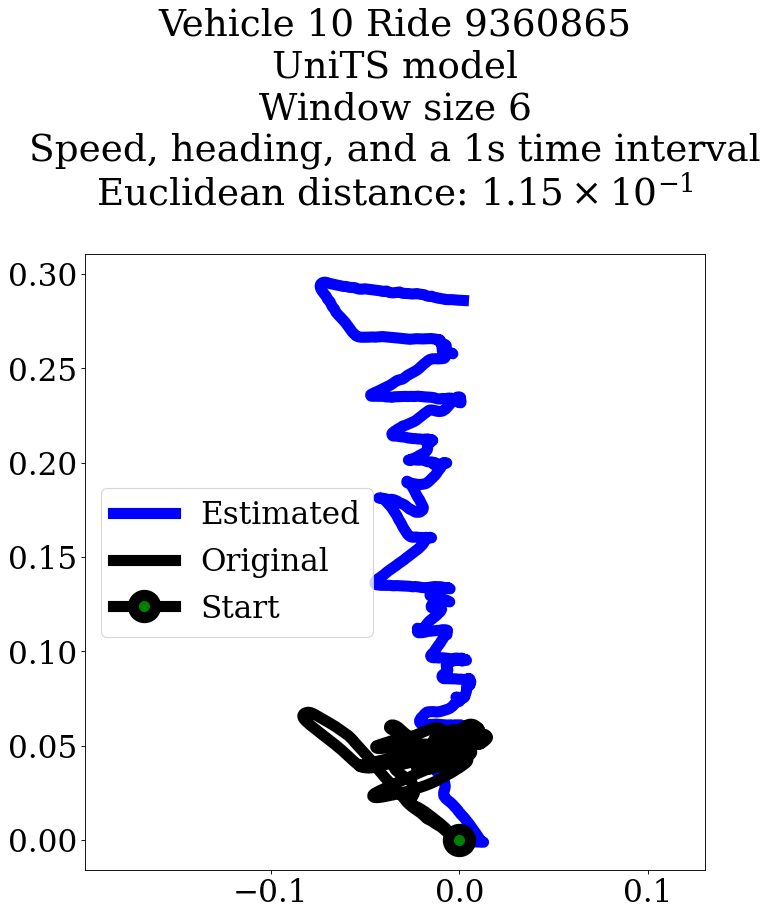 Vehicle 10 Ride 9360865
UniTS model
Window size 6
Speed, heading, and a 1s time interval
Euclidean distance: 1.15 × 10⁻¹
0.30
0.25
0.20
0.15
0.10
0.05
0.00
Estimated
Original
Start
−0.1
0.0
0.1